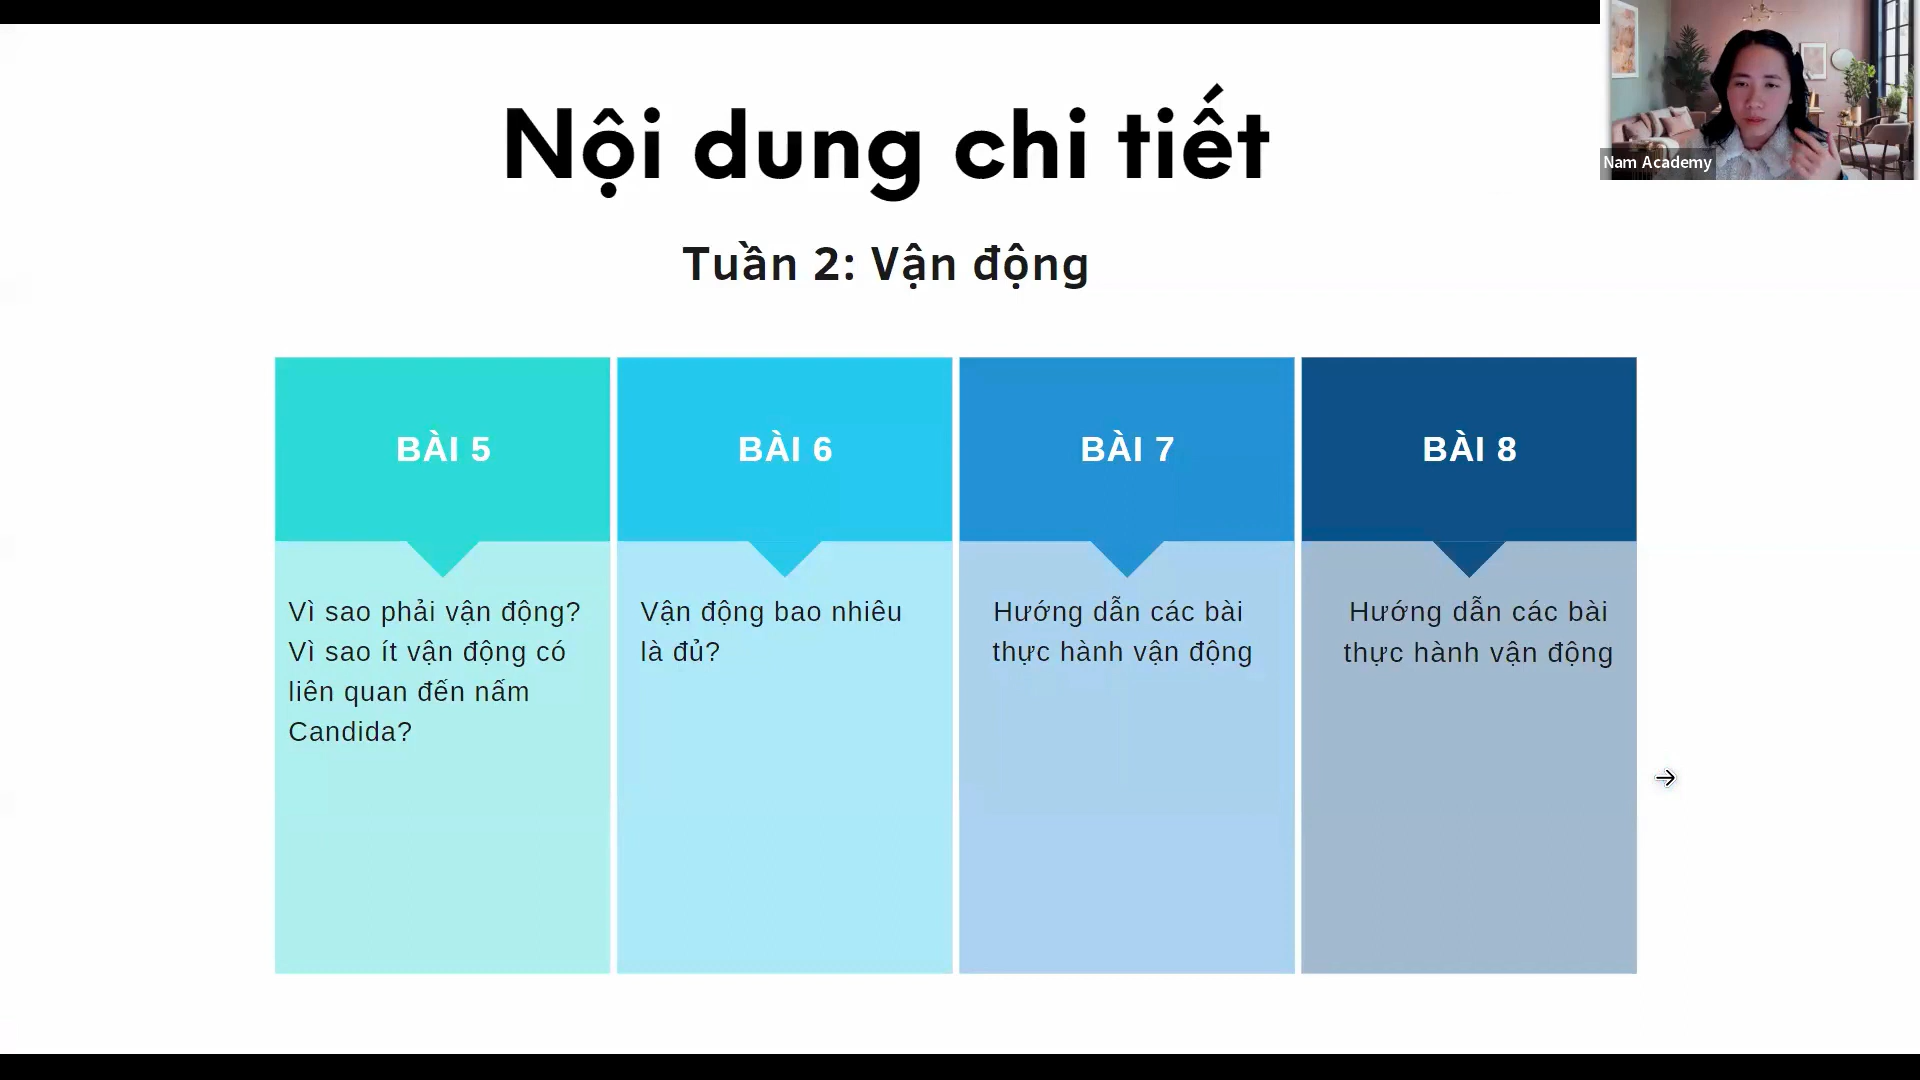 Nội dung chi tiết
Nam Academy
Tuần 2: Vận động
BÀI 5
Vì sao phải vận động?
Vì sao ít vận động có
liên quan đến nấm
Candida?
BÀI 6
Vận động bao nhiêu
là đủ?
BÀI 7
Hướng dẫn các bài
thực hành vận động
BÀI 8
Hướng dẫn các bài
thực hành vận động